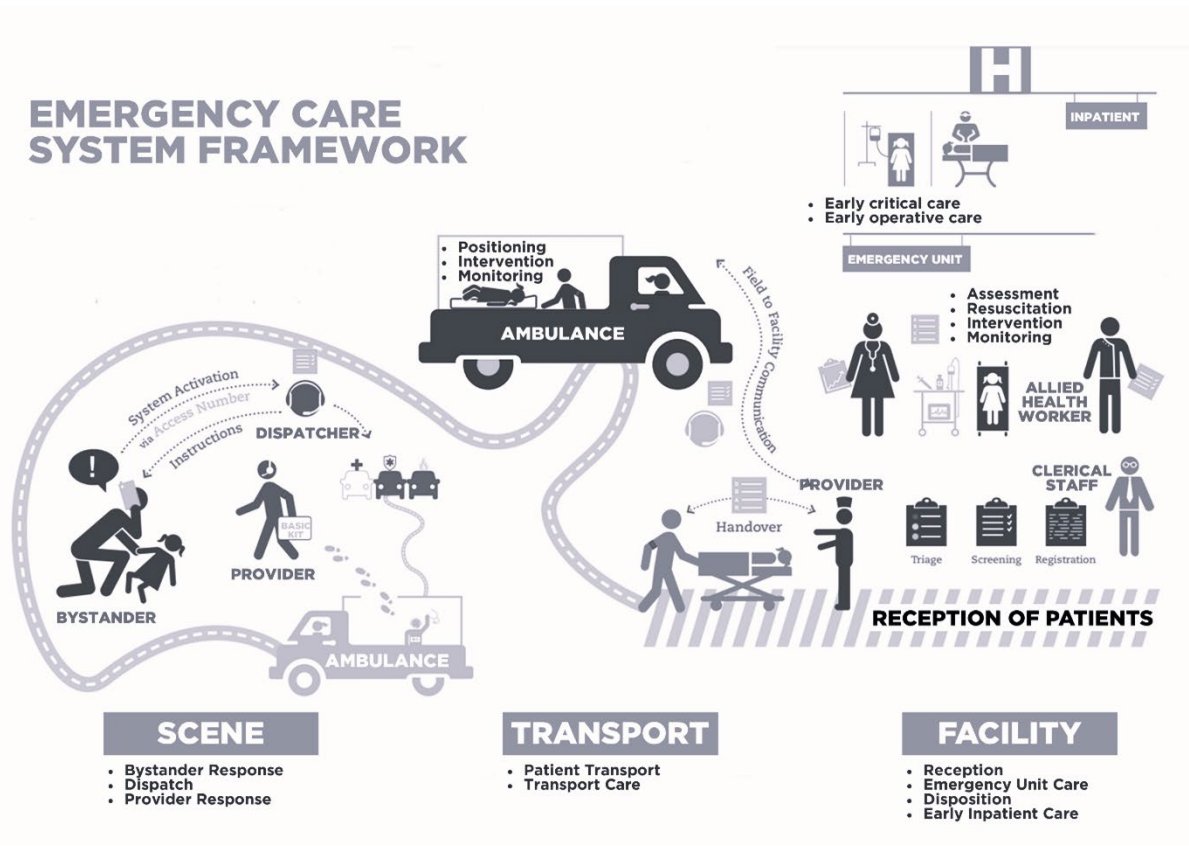 EMERGENCY CARE
SYSTEM FRAMEWORK
H
INPATIENT
• Early critical care
• Early operative care
EMERGENCY UNIT
• Assessment
• Resuscitation
• Intervention
• Monitoring
ALLIED
HEALTH
WORKER
CLERICAL
STAFF
Triage
Screening
Registration
• Positioning
• Intervention
• Monitoring
AMBULANCE
Field to Facility Communication
PROVIDER
Handover
RECEPTION OF PATIENTS
System Activation
via Access Number
Instructions
DISPATCHER
!
BASIC
KIT
PROVIDER
BYSTANDER
AMBULANCE
SCENE
• Bystander Response
• Dispatch
• Provider Response
TRANSPORT
• Patient Transport
• Transport Care
FACILITY
• Reception
• Emergency Unit Care
• Disposition
• Early Inpatient Care